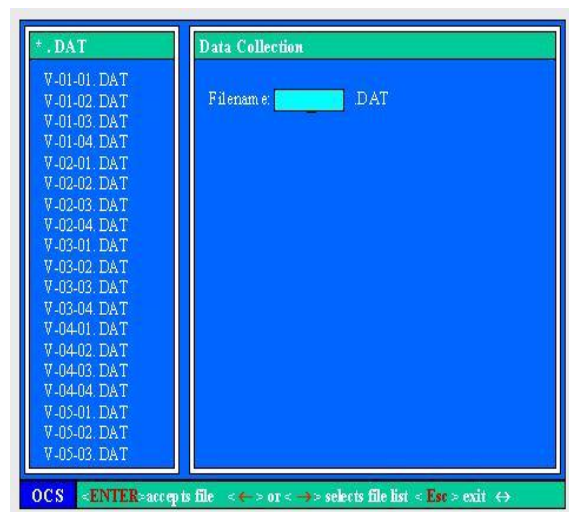 *.DAT
V-01-01.DAT
V-01-02.DAT
V-01-03.DAT
V-01-04.DAT
V-02-01.DAT
V-02-02.DAT
V-02-03.DAT
V-02-04.DAT
V-03-01.DAT
V-03-02.DAT
V-03-03.DAT
V-03-04.DAT
V-04-01.DAT
V-04-02.DAT
V-04-03.DAT
V-04-04.DAT
V-05-01.DAT
V-05-02.DAT
V-05-03.DAT
Data Collection
Filename: .DAT
OCS <ENTER>accepts file <←> or <→> selects file list <Esc> exit ↔